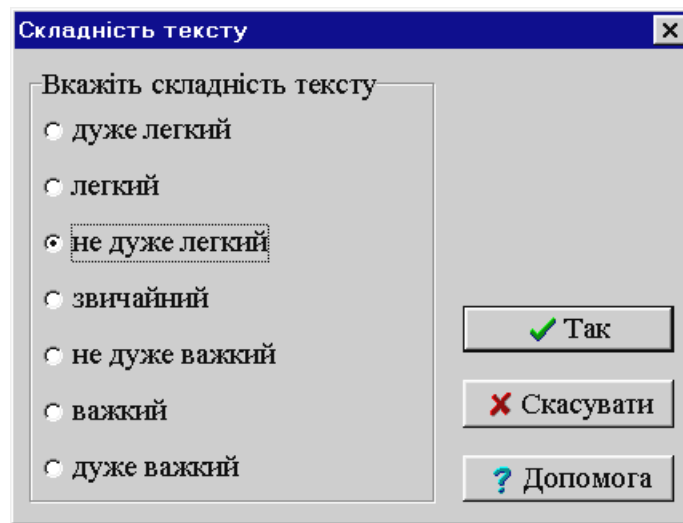 Складність тексту
Вкажіть складність тексту
дуже легкий
легкий
не дуже легкий
звичайний
не дуже важкий
важкий
дуже важкий
Так
Скасувати
? Допомога